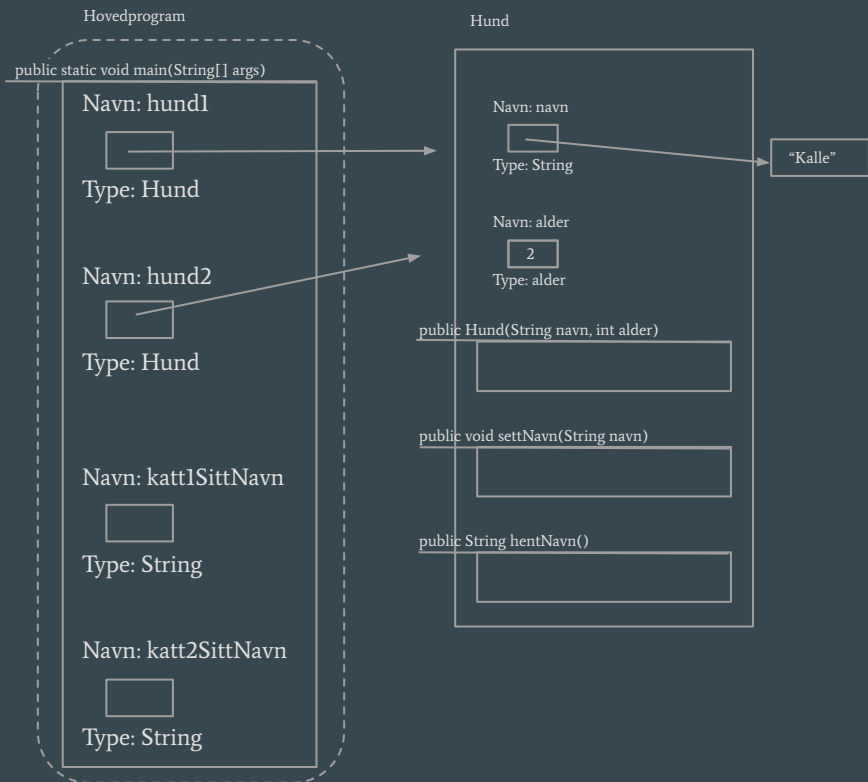 Hovedprogram
public static void main(String[] args)
Navn: hund1
Type: Hund
Navn: hund2
Type: Hund
Navn: katt1SittNavn
Type: String
Navn: katt2SittNavn
Type: String
Hund
Navn: navn
Type: String
“Kalle”
Navn: alder
2
Type: alder
public Hund(String navn, int alder)
public void settNavn(String navn)
public String hentNavn()